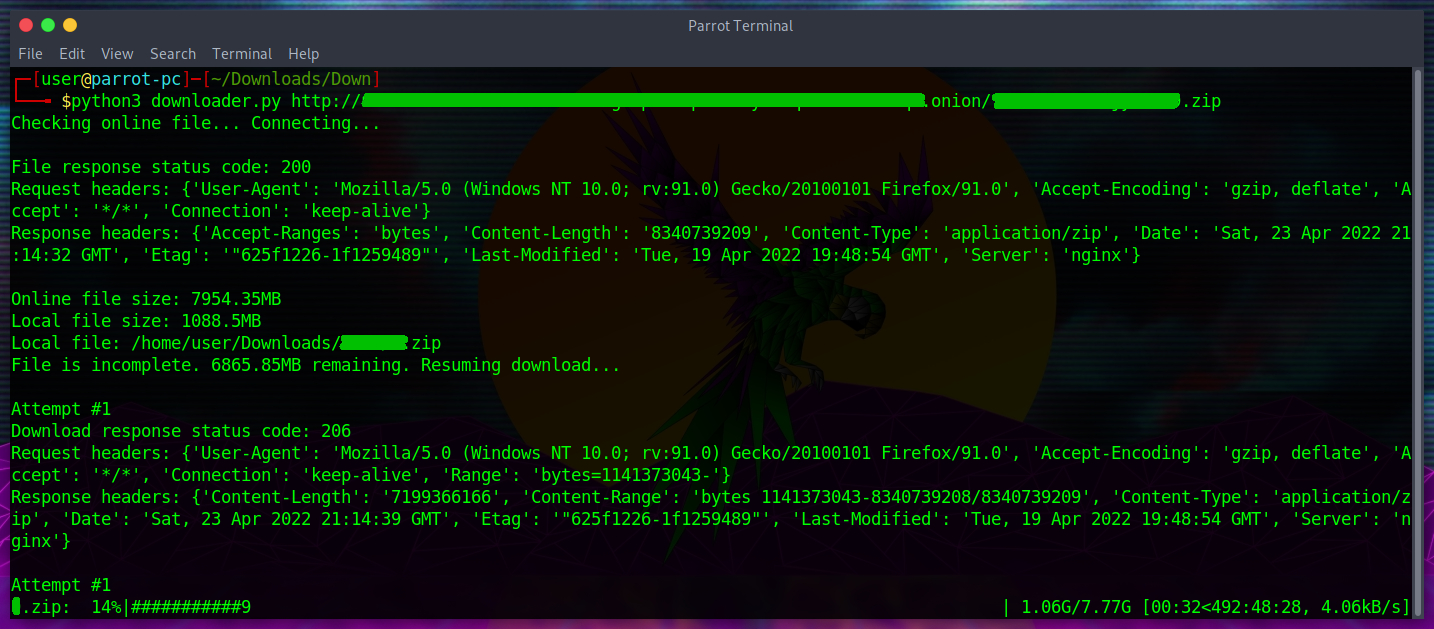 Parrot Terminal
File Edit View Search Terminal Help
┌─[user@parrot-pc]─[~/Downloads/Down]
└──╼ $python3 downloader.py http:// .onion/ .zip
Checking online file... Connecting...
File response status code: 200
Request headers: {'User-Agent': 'Mozilla/5.0 (Windows NT 10.0; rv:91.0) Gecko/20100101 Firefox/91.0', 'Accept-Encoding': 'gzip, deflate', 'A
ccept': '*/*', 'Connection': 'keep-alive'}
Response headers: {'Accept-Ranges': 'bytes', 'Content-Length': '8340739209', 'Content-Type': 'application/zip', 'Date': 'Sat, 23 Apr 2022 21
:14:32 GMT', 'Etag': '"625f1226-1f1259489"', 'Last-Modified': 'Tue, 19 Apr 2022 19:48:54 GMT', 'Server': 'nginx'}
Online file size: 7954.35MB
Local file size: 1088.5MB
Local file: /home/user/Downloads/ .zip
File is incomplete. 6865.85MB remaining. Resuming download...
Attempt #1
Download response status code: 206
Request headers: {'User-Agent': 'Mozilla/5.0 (Windows NT 10.0; rv:91.0) Gecko/20100101 Firefox/91.0', 'Accept-Encoding': 'gzip, deflate', 'A
ccept': '*/*', 'Connection': 'keep-alive', 'Range': 'bytes=1141373043-'}
Response headers: {'Content-Length': '7199366166', 'Content-Range': 'bytes 1141373043-8340739208/8340739209', 'Content-Type': 'application/z
ip', 'Date': 'Sat, 23 Apr 2022 21:14:39 GMT', 'Etag': '"625f1226-1f1259489"', 'Last-Modified': 'Tue, 19 Apr 2022 19:48:54 GMT', 'Server': 'n
ginx'}
Attempt #1
.zip: 14%|###########9 | 1.06G/7.77G [00:32<492:48:28, 4.06kB/s]